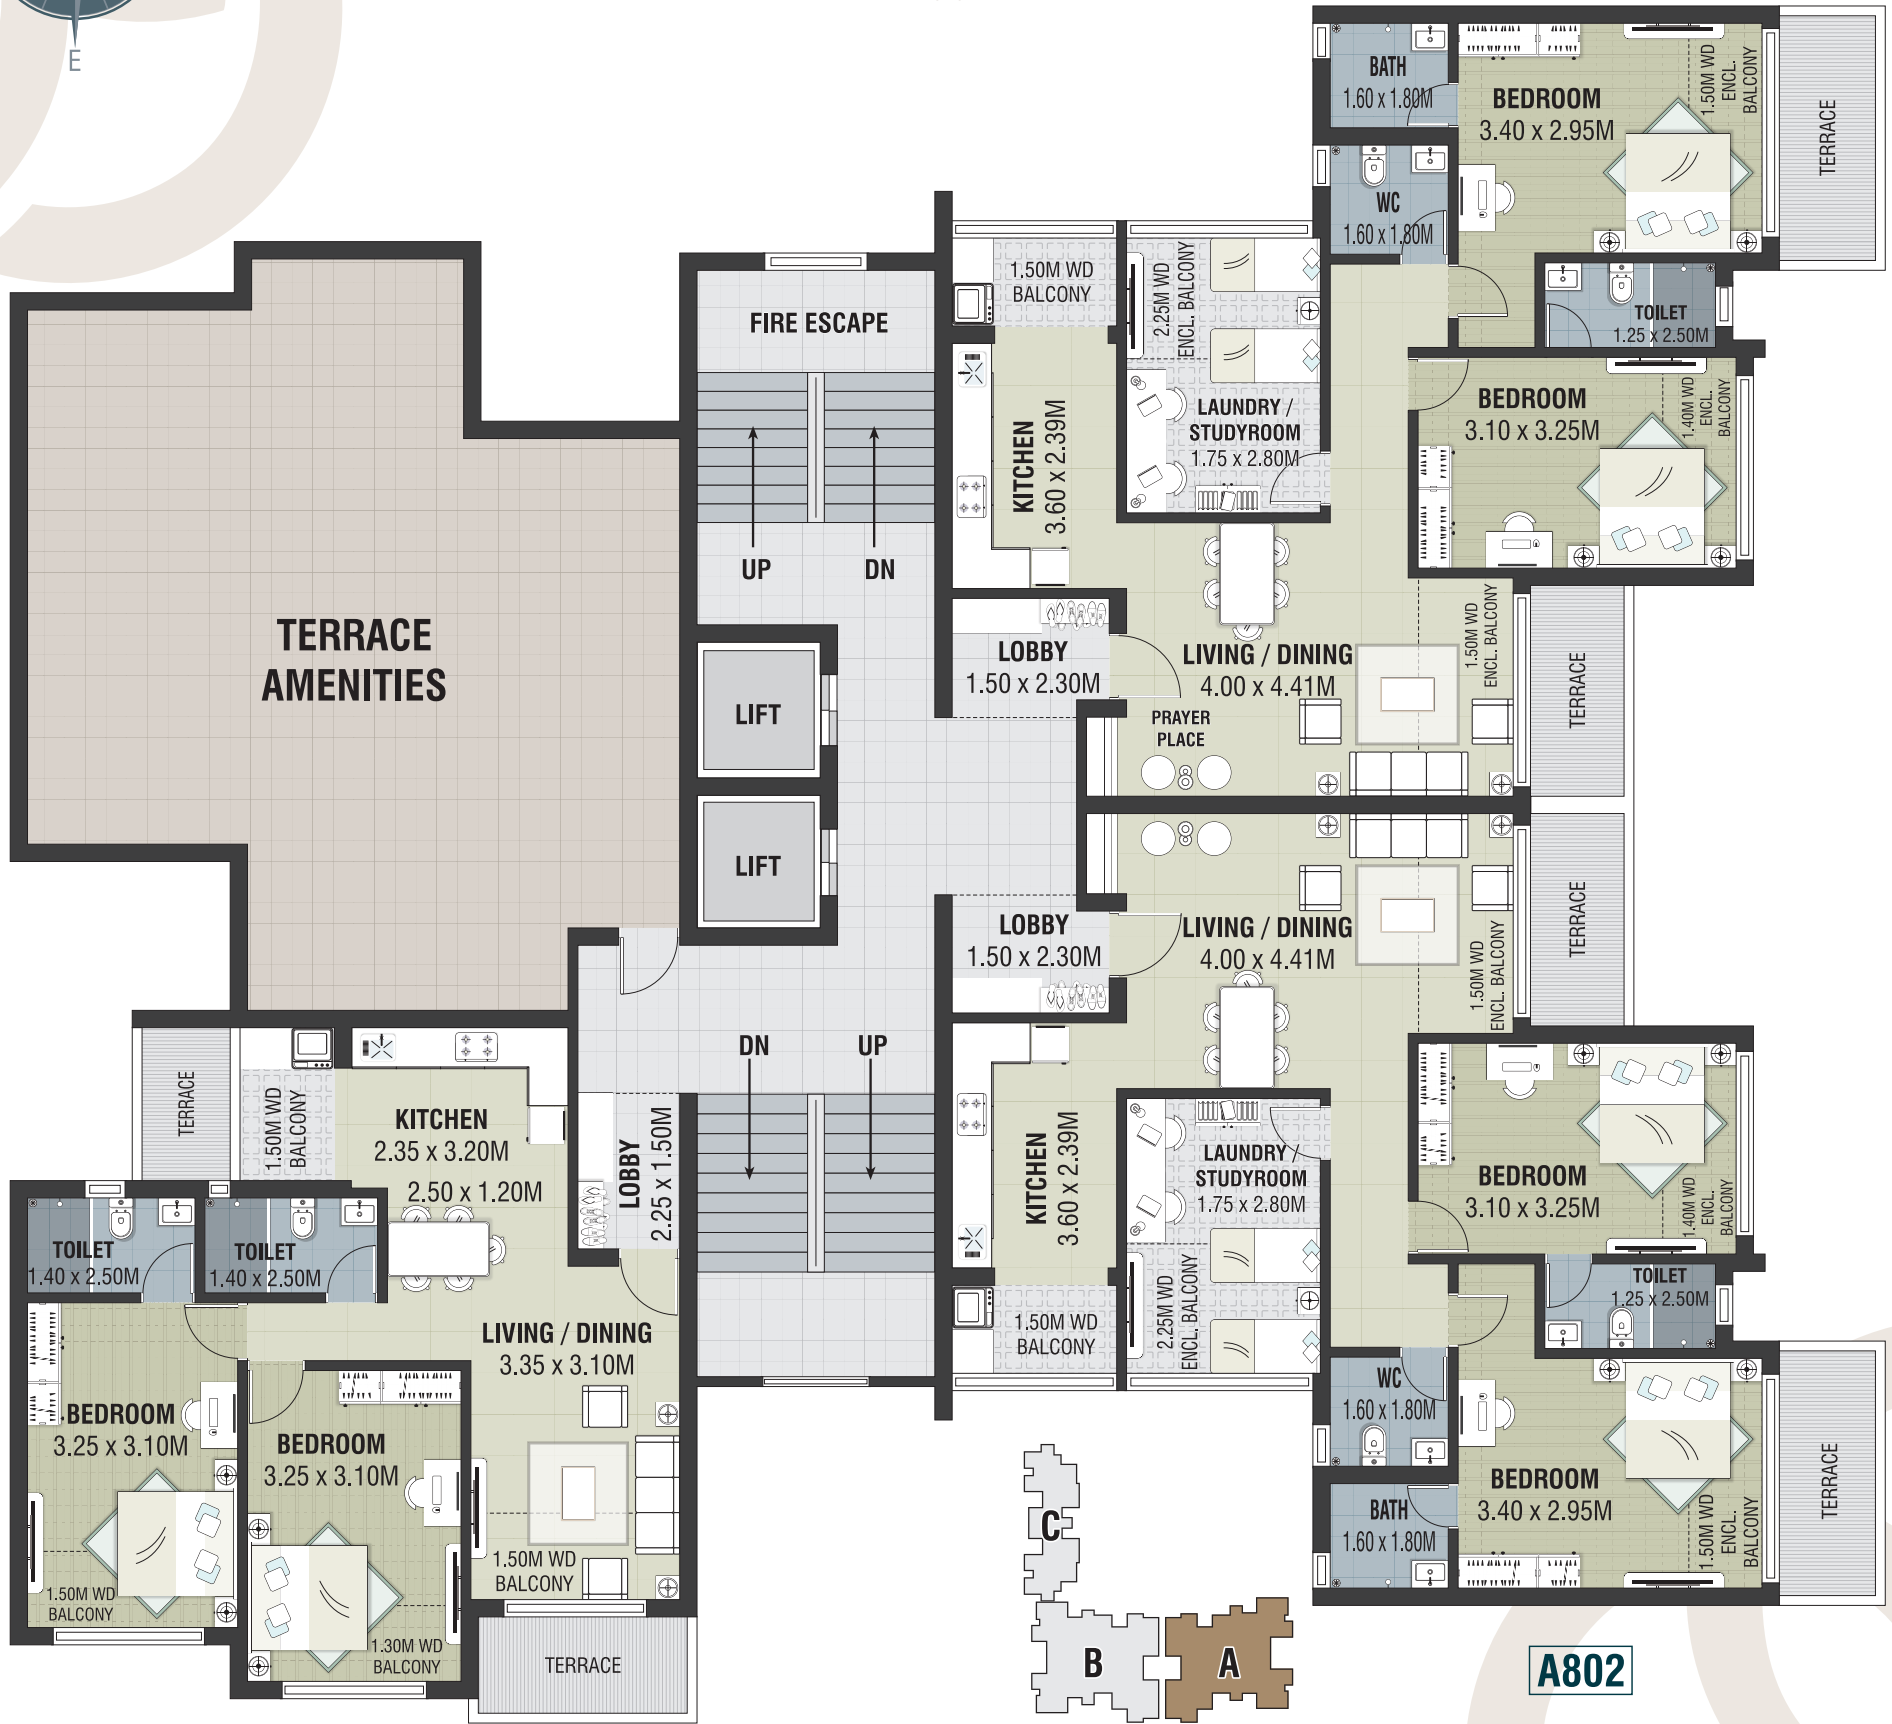 E
BATH
1.60 x 1.80M
BEDROOM
3.40 x 2.95M
1.50M WD
ENCL.
BALCONY
TERRACE
WC
1.60 x 1.80M
TOILET
1.25 x 2.50M
1.50M WD
BALCONY
2.25M WD
ENCL. BALCONY
FIRE ESCAPE
LAUNDRY /
STUDYROOM
1.75 x 2.80M
KITCHEN
3.60 x 2.39M
BEDROOM
3.10 x 3.25M
1.40M WD
ENCL.
BALCONY
UP
DN
TERRACE
AMENITIES
LOBBY
1.50 x 2.30M
LIVING / DINING
4.00 x 4.41M
1.50M WD
ENCL. BALCONY
TERRACE
LIFT
PRAYER
PLACE
LIFT
LOBBY
1.50 x 2.30M
LIVING / DINING
4.00 x 4.41M
1.50M WD
ENCL. BALCONY
TERRACE
DN
UP
TERRACE
1.50M WD
BALCONY
KITCHEN
2.35 x 3.20M
2.50 x 1.20M
LOBBY
2.25 x 1.50M
KITCHEN
3.60 x 2.39M
LAUNDRY /
STUDYROOM
1.75 x 2.80M
BEDROOM
3.10 x 3.25M
1.40M WD
ENCL.
BALCONY
TOILET
1.40 x 2.50M
TOILET
1.40 x 2.50M
1.50M WD
BALCONY
2.25M WD
ENCL. BALCONY
TOILET
1.25 x 2.50M
LIVING / DINING
3.35 x 3.10M
WC
1.60 x 1.80M
BEDROOM
3.25 x 3.10M
BEDROOM
3.25 x 3.10M
BEDROOM
3.40 x 2.95M
1.50M WD
ENCL.
BALCONY
TERRACE
BATH
1.60 x 1.80M
1.50M WD
BALCONY
1.50M WD
BALCONY
1.30M WD
BALCONY
TERRACE
C
B
A
A802